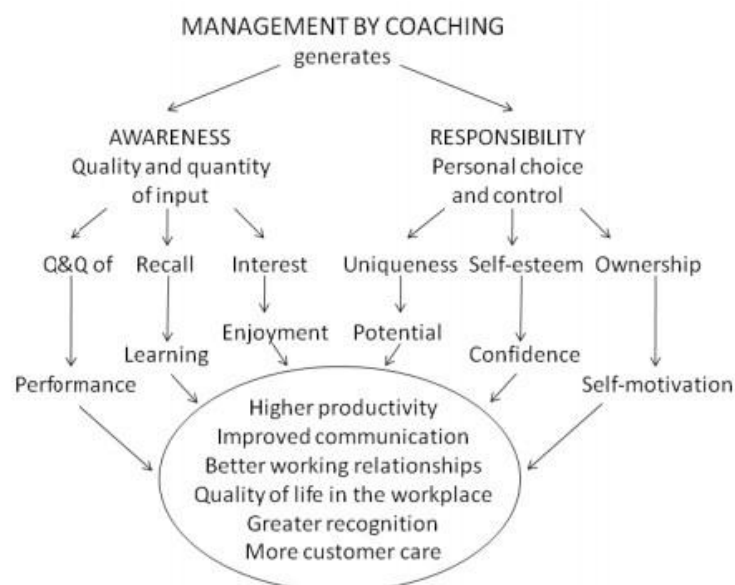 MANAGEMENT BY COACHING
generates
AWARENESS
Quality and quantity
of input
RESPONSIBILITY
Personal choice
and control
Q&Q of
Recall
Interest
Uniqueness
Self-esteem
Ownership
Enjoyment
Potential
Learning
Confidence
Performance
Self-motivation
Higher productivity
Improved communication
Better working relationships
Quality of life in the workplace
Greater recognition
More customer care